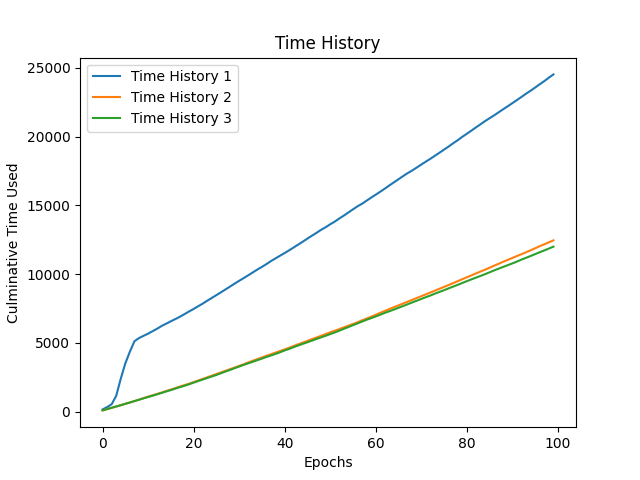 Time History
Time History 1
Time History 2
Time History 3
Culminative Time Used
25000
20000
15000
10000
5000
0
0 20 40 60 80 100
Epochs